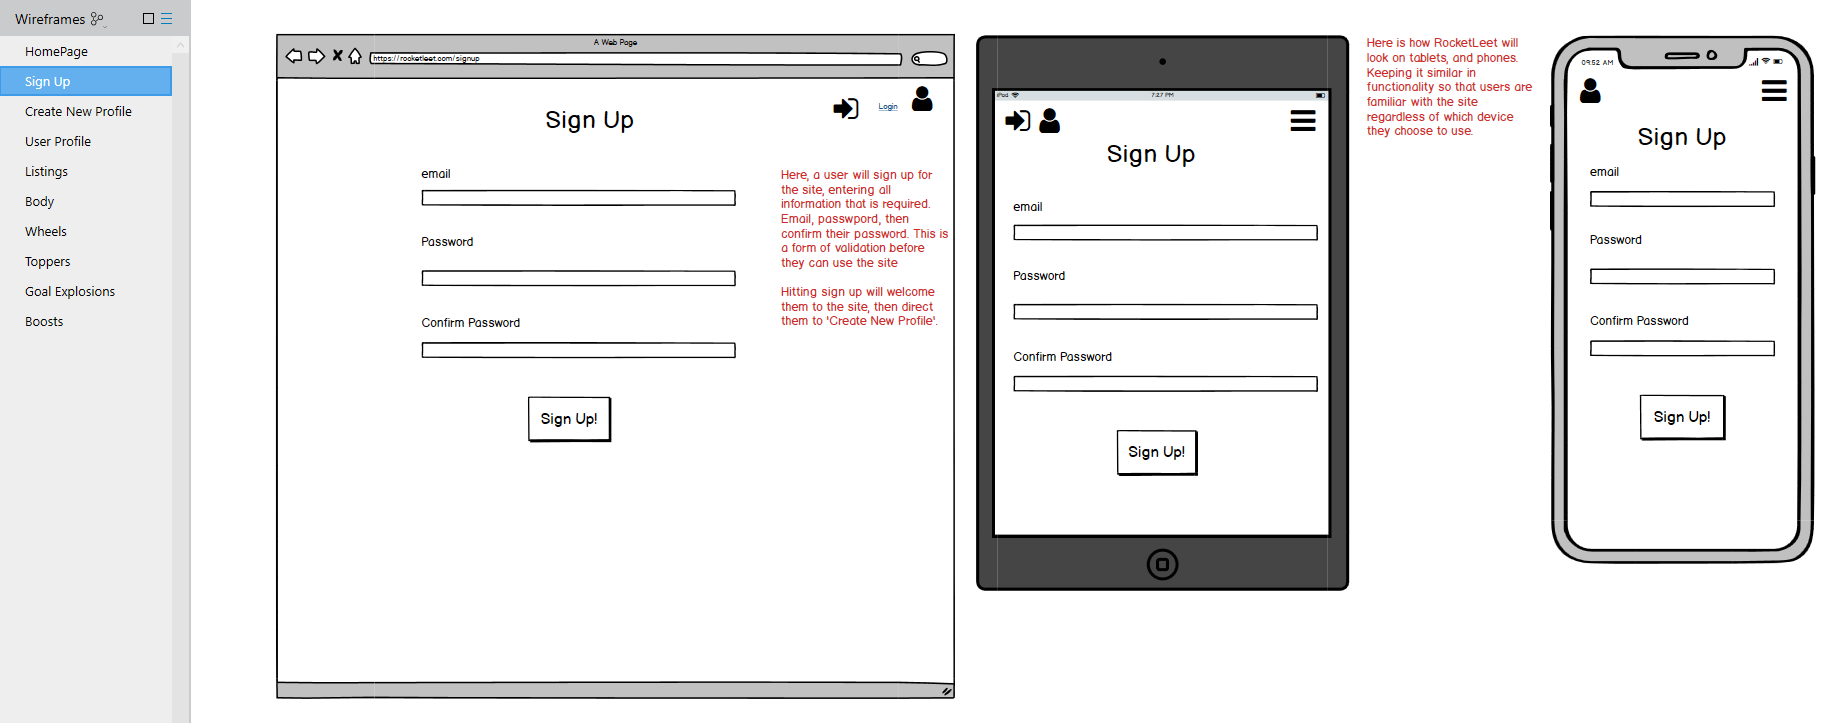 Wireframes
HomePage
Sign Up
Create New Profile
User Profile
Listings
Body
Wheels
Toppers
Goal Explosions
Boosts
A Web Page
https://rocketleet.com/signup
Login
Sign Up
email
Password
Confirm Password
Sign Up!
Here, a user will sign up for
the site, entering all
information that is required.
Email, passwpord, then
confirm their password. This is
a form of validation before
they can use the site
Hitting sign up will welcome
them to the site, then direct
them to 'Create New Profile'.
iPod
7:27 PM
Sign Up
email
Password
Confirm Password
Sign Up!
Here is how RocketLeet will
look on tablets, and phones.
Keeping it similar in
functionality so that users are
familiar with the site
regardless of which device
they choose to use.
09:52 AM
Sign Up
email
Password
Confirm Password
Sign Up!